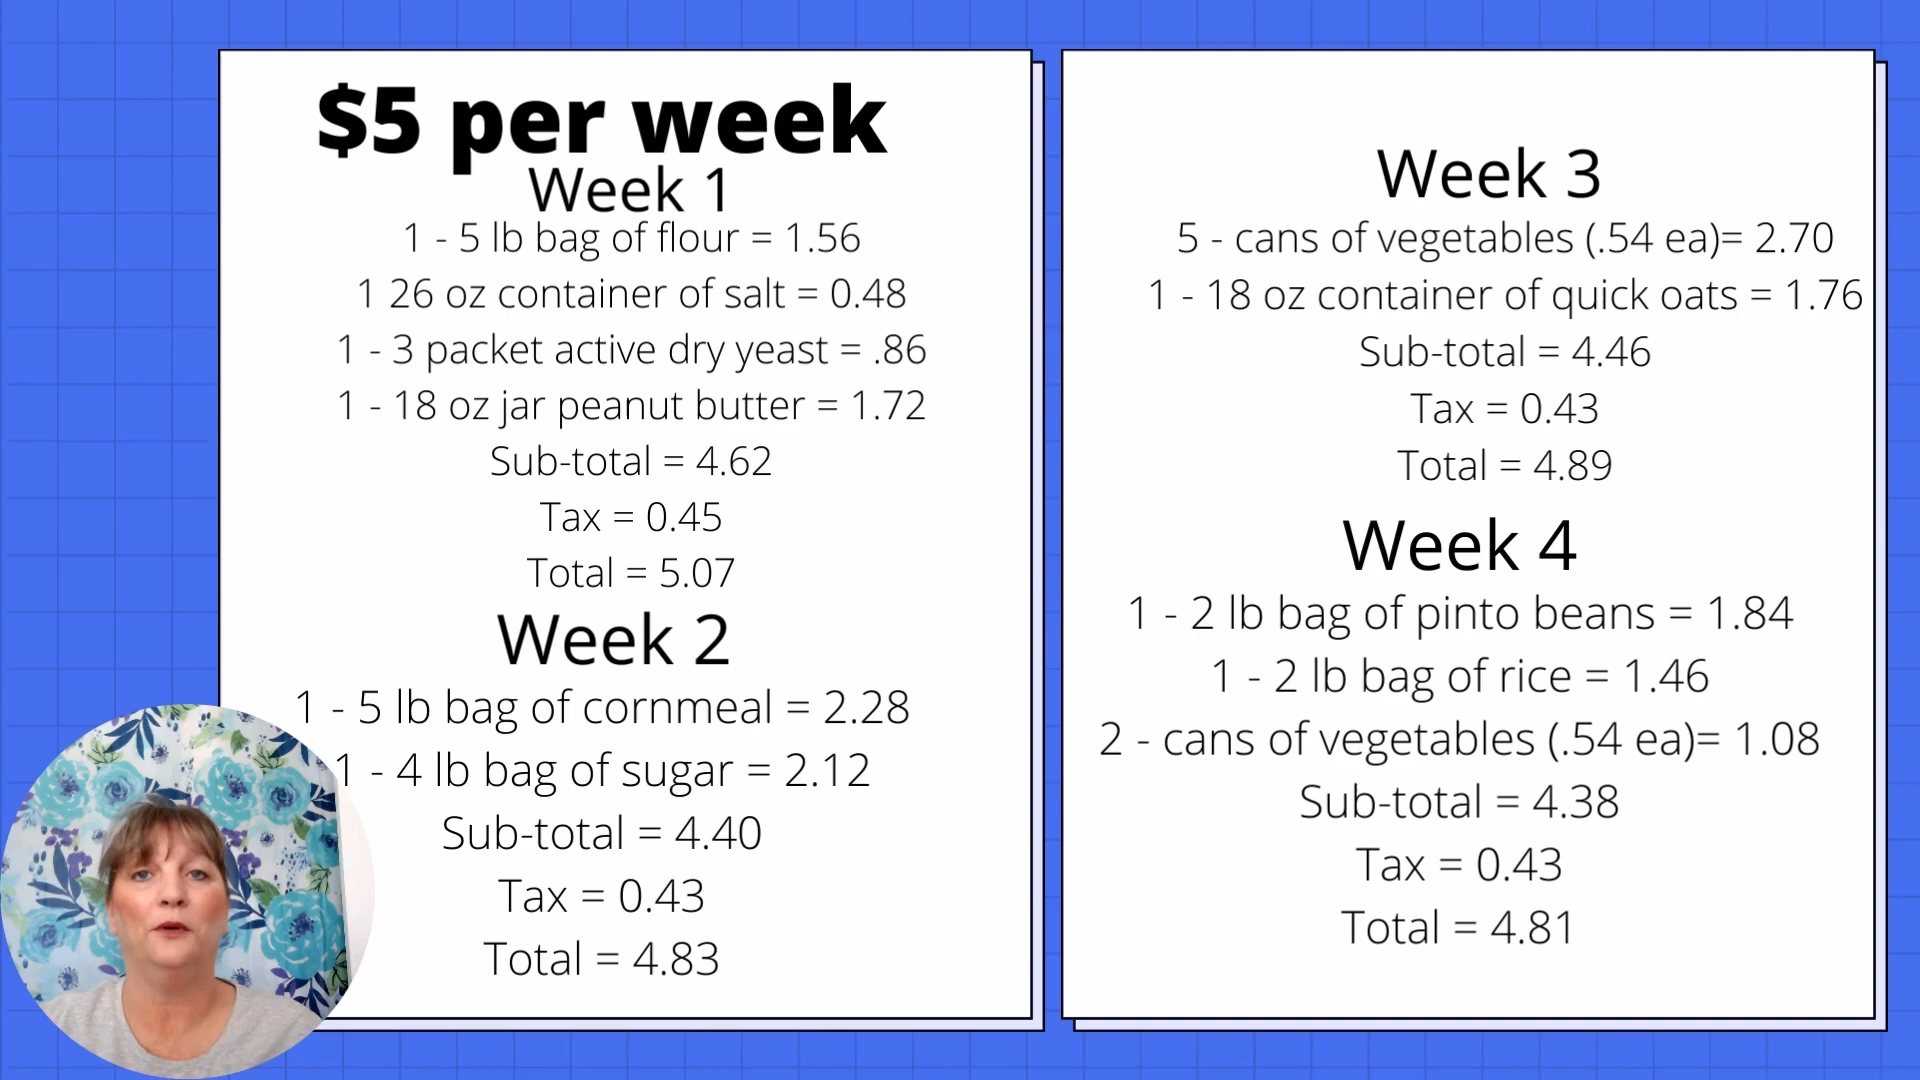 $5 per week
Week 1
1 - 5 lb bag of flour = 1.56
1 26 oz container of salt = 0.48
1 - 3 packet active dry yeast = .86
1 - 18 oz jar peanut butter = 1.72
Sub-total = 4.62
Tax = 0.45
Total = 5.07
Week 2
1 - 5 lb bag of cornmeal = 2.28
1 - 4 lb bag of sugar = 2.12
Sub-total = 4.40
Tax = 0.43
Total = 4.83
Week 3
5 - cans of vegetables (.54 ea)= 2.70
1 - 18 oz container of quick oats = 1.76
Sub-total = 4.46
Tax = 0.43
Total = 4.89
Week 4
1 - 2 lb bag of pinto beans = 1.84
1 - 2 lb bag of rice = 1.46
2 - cans of vegetables (.54 ea)= 1.08
Sub-total = 4.38
Tax = 0.43
Total = 4.81